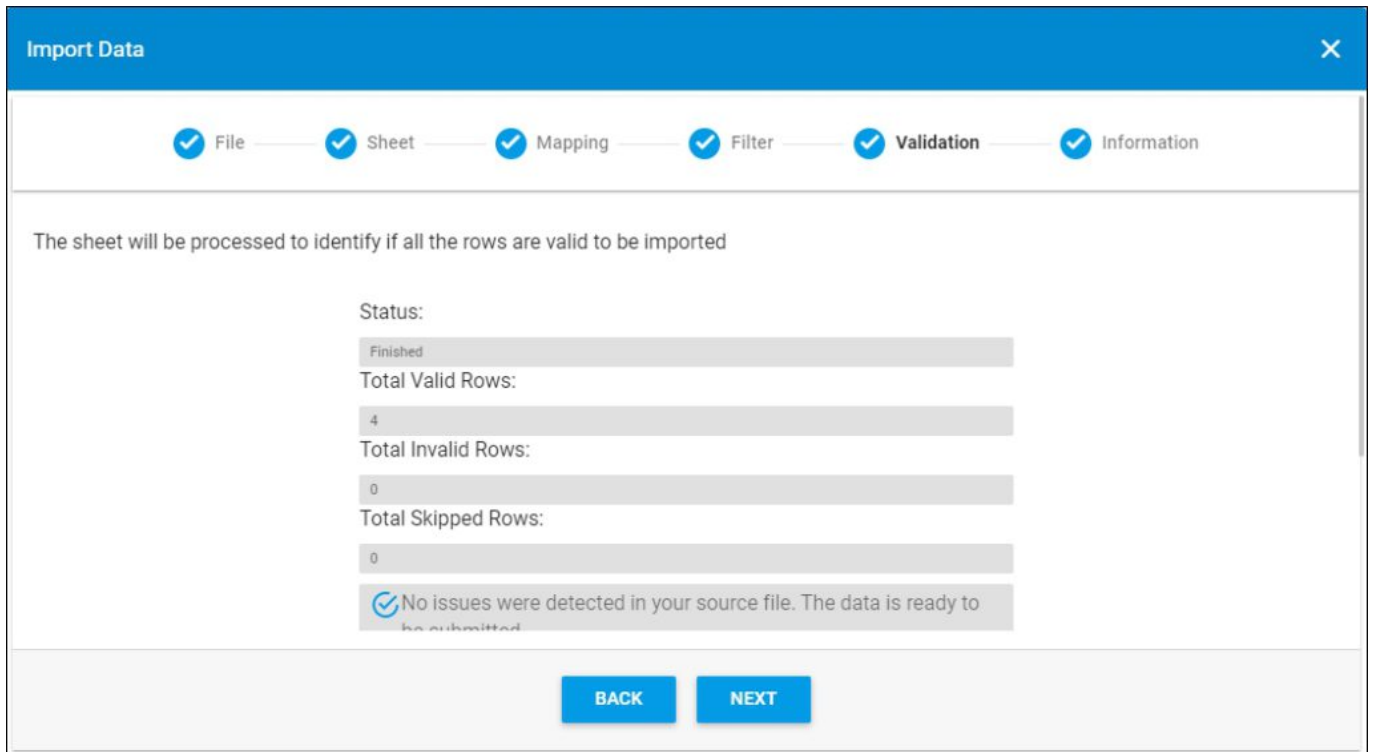 Import Data
File Sheet Mapping Filter Validation Information
The sheet will be processed to identify if all the rows are valid to be imported
Status:
Finished
Total Valid Rows:
4
Total Invalid Rows:
0
Total Skipped Rows:
0
No issues were detected in your source file. The data is ready to
be submitted
BACK NEXT